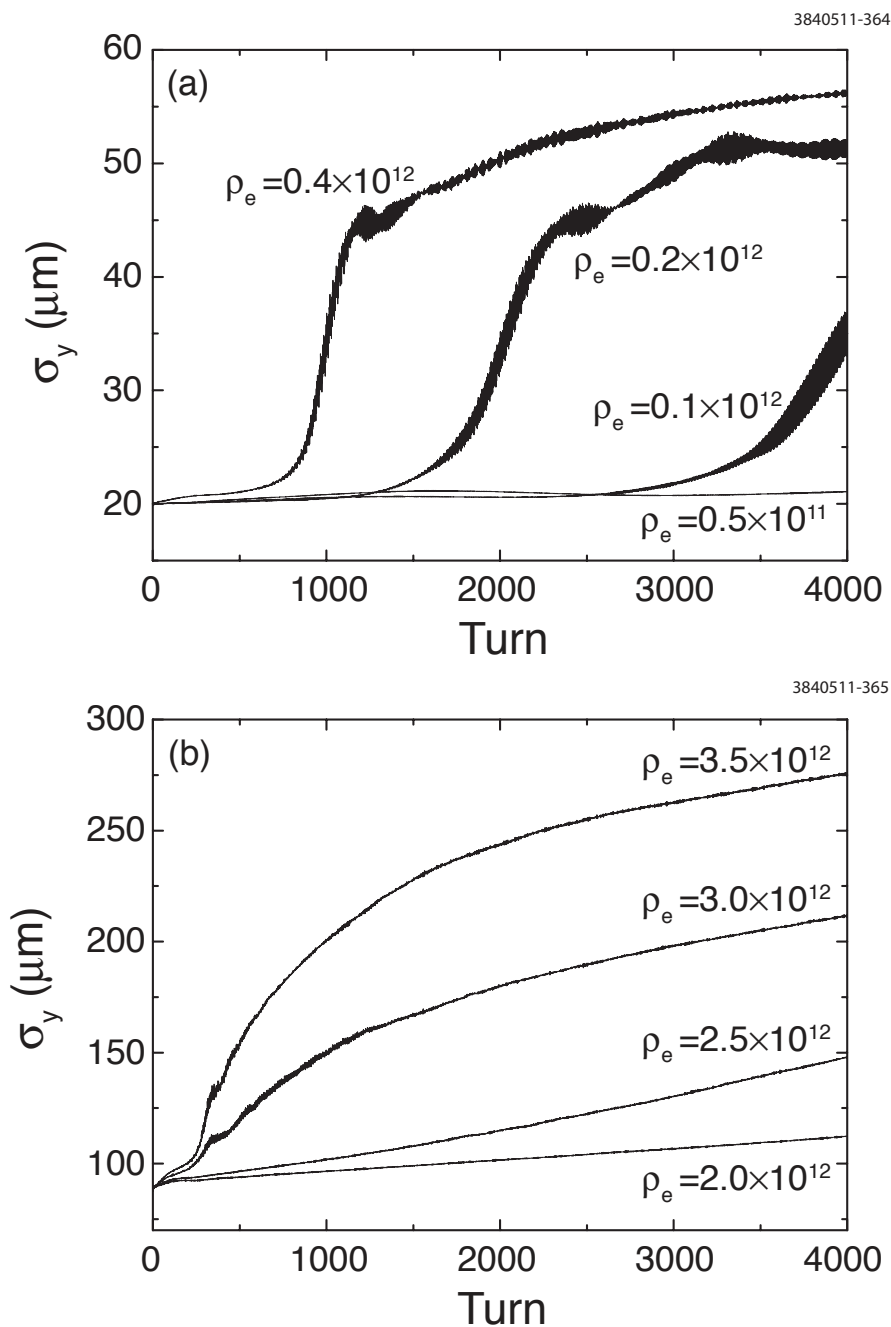 3840511-364
(a)
60
50
40
30
20
σy (μm)
ρe =0.4×10¹²
ρe =0.2×10¹²
ρe =0.1×10¹²
ρe =0.5×10¹¹
0 1000 2000 3000 4000
Turn
3840511-365
(b)
300
250
200
150
100
σy (μm)
ρe =3.5×10¹²
ρe =3.0×10¹²
ρe =2.5×10¹²
ρe =2.0×10¹²
0 1000 2000 3000 4000
Turn